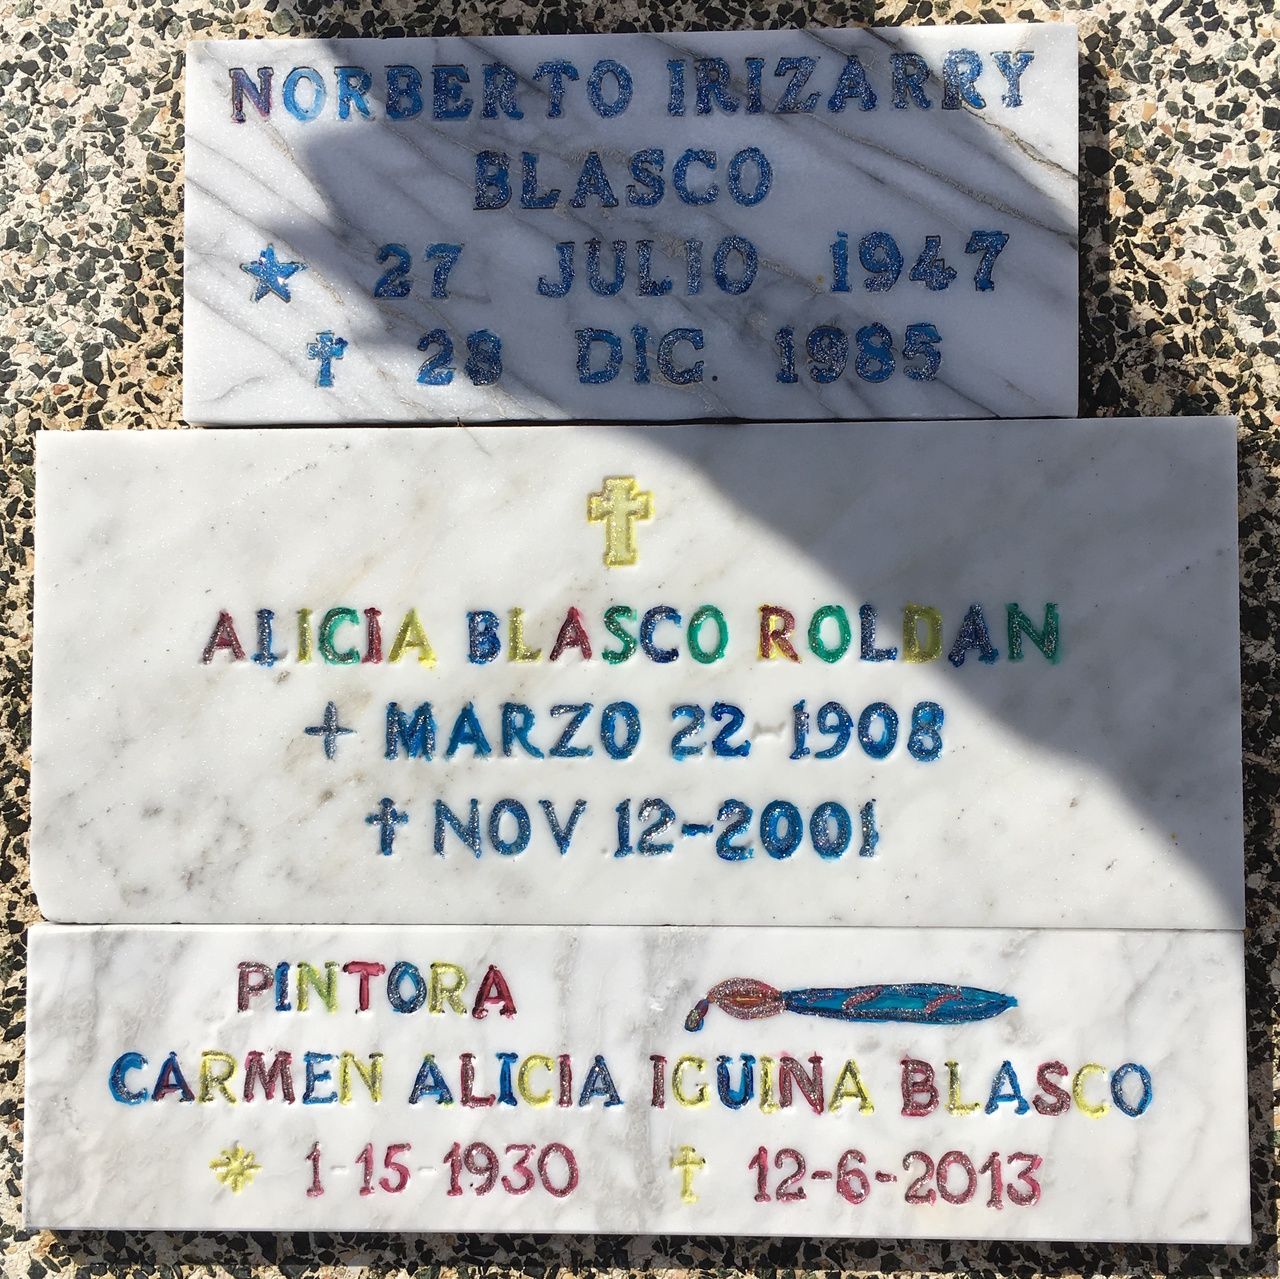 NORBERTO IRIZARRY
BLASCO
27 JULIO 1947
28 DIC. 1985
ALICIA BLASCO ROLDAN
MARZO 22-1908
NOV 12-2001
PINTORA
CARMEN ALICIA IGUINA BLASCO
1-15-1930 12-6-2013